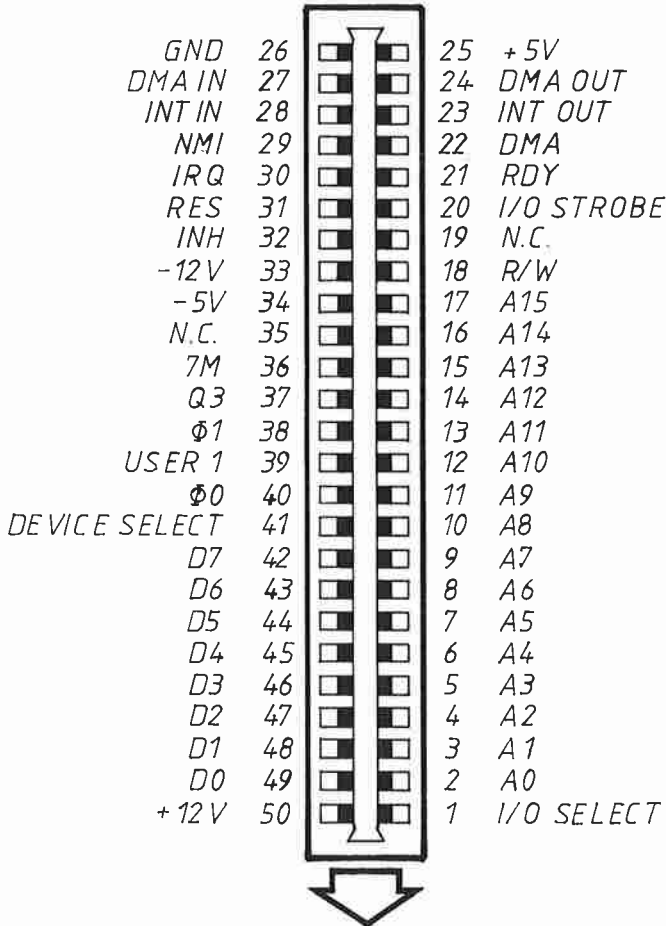 GND 26 25 +5V
DMA IN 27 24 DMA OUT
INT IN 28 23 INT OUT
NMI 29 22 DMA
IRQ 30 21 RDY
RES 31 20 I/O STROBE
INH 32 19 N.C.
-12V 33 18 R/W
-5V 34 17 A15
N.C. 35 16 A14
7M 36 15 A13
Q3 37 14 A12
Φ1 38 13 A11
USER 1 39 12 A10
Φ0 40 11 A9
DEVICE SELECT 41 10 A8
D7 42 9 A7
D6 43 8 A6
D5 44 7 A5
D4 45 6 A4
D3 46 5 A3
D2 47 4 A2
D1 48 3 A1
D0 49 2 A0
+12V 50 1 I/O SELECT